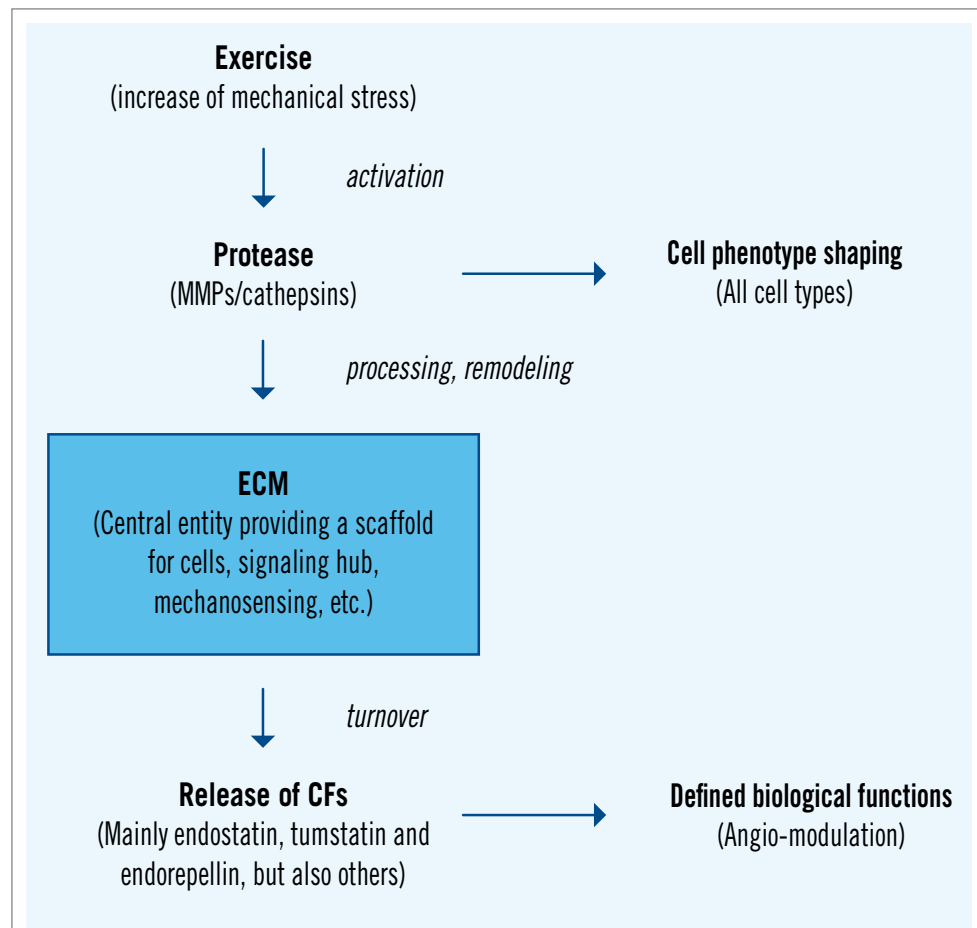 Exercise
(increase of mechanical stress)
activation
Protease
(MMPs/cathepsins)
Cell phenotype shaping
(All cell types)
processing, remodeling
ECM
(Central entity providing a scaffold
for cells, signaling hub,
mechanosensing, etc.)
turnover
Release of CFs
(Mainly endostatin, tumstatin and
endorepellin, but also others)
Defined biological functions
(Angio-modulation)